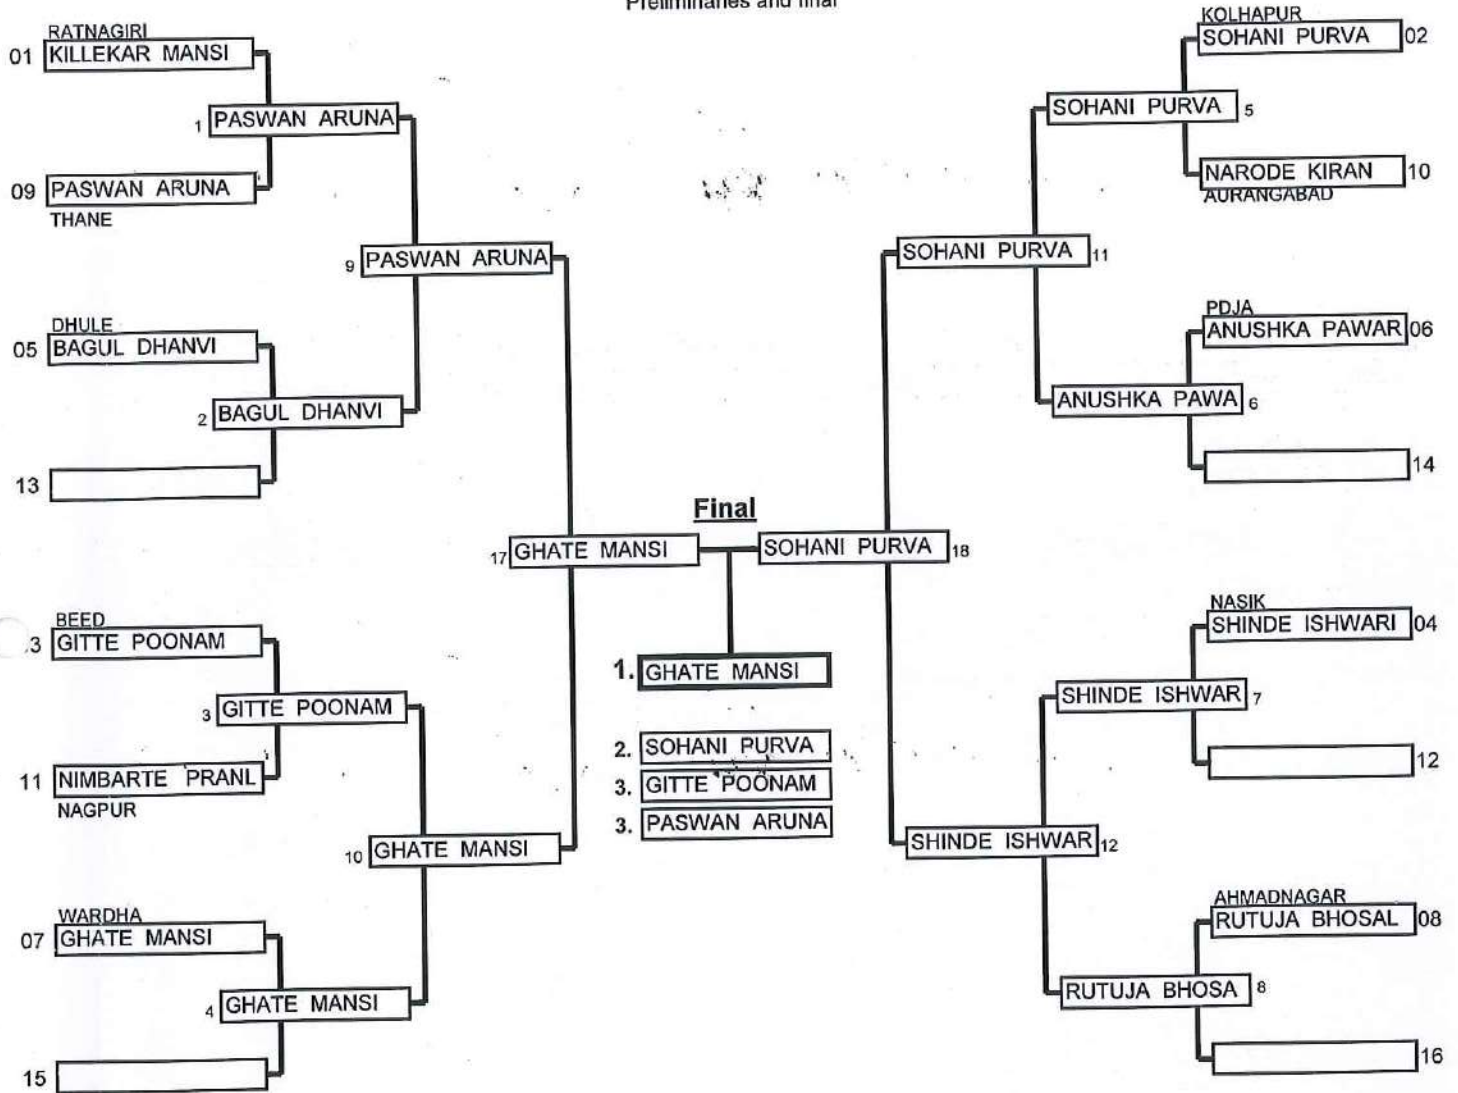 Preliminaries and final
RATNAGIRI
01 KILLEKAR MANSI
1 PASWAN ARUNA
09 PASWAN ARUNA
THANE
9 PASWAN ARUNA
DHULE
05 BAGUL DHANVI
2 BAGUL DHANVI
13
17 GHATE MANSI
BEED
3 GITTE POONAM
3 GITTE POONAM
11 NIMBARTE PRANL
NAGPUR
10 GHATE MANSI
WARDHA
07 GHATE MANSI
4 GHATE MANSI
15
Final
1. GHATE MANSI
2. SOHANI PURVA
3. GITTE POONAM
3. PASWAN ARUNA
KOLHAPUR
SOHANI PURVA 02
SOHANI PURVA 5
NARODE KIRAN 10
AURANGABAD
SOHANI PURVA 11
PDJA
ANUSHKA PAWAR 06
ANUSHKA PAWA 6
14
SOHANI PURVA 18
NASIK
SHINDE ISHWARI 04
SHINDE ISHWAR 7
12
SHINDE ISHWAR 12
AHMADNAGAR
RUTUJA BHOSAL 08
RUTUJA BHOSA 8
16